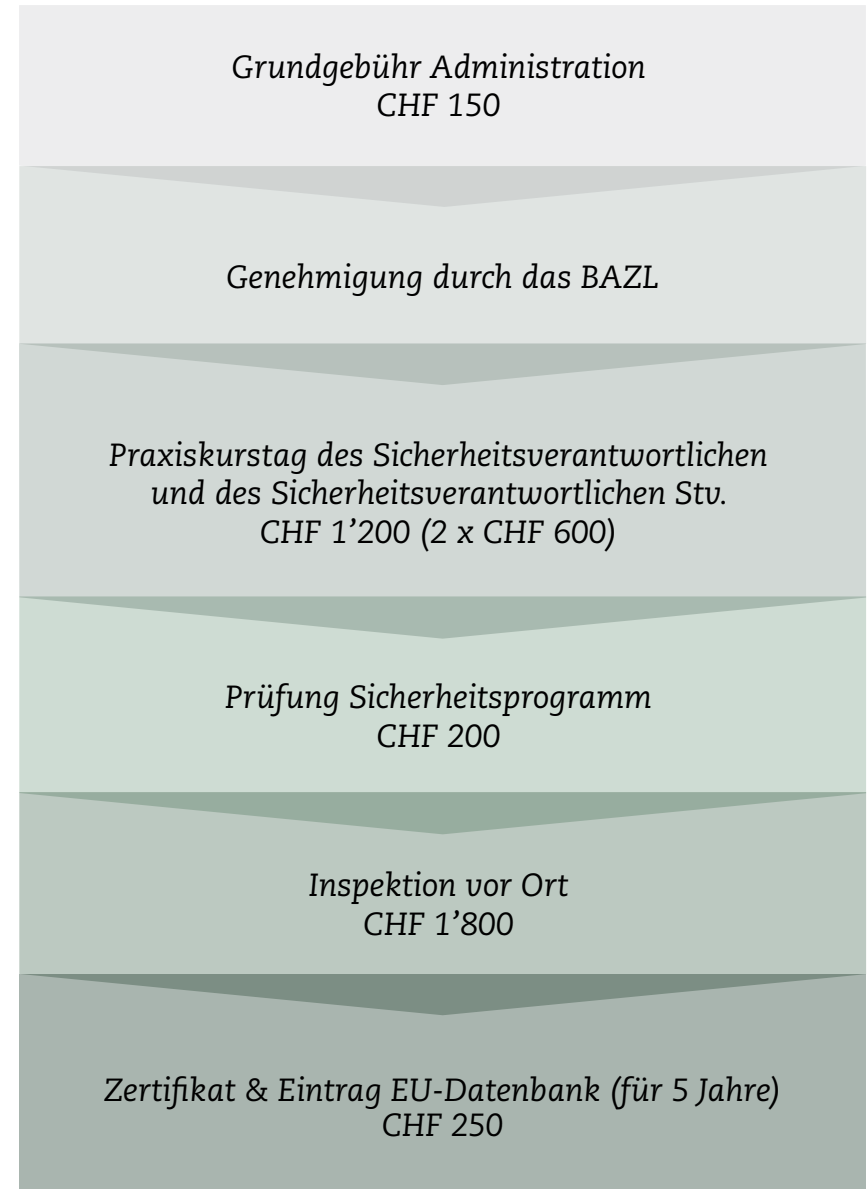 Grundgebühr Administration
CHF 150
Genehmigung durch das BAZL
Praxiskurstag des Sicherheitsverantwortlichen
und des Sicherheitsverantwortlichen Stv.
CHF 1’200 (2 x CHF 600)
Prüfung Sicherheitsprogramm
CHF 200
Inspektion vor Ort
CHF 1’800
Zertifikat & Eintrag EU-Datenbank (für 5 Jahre)
CHF 250